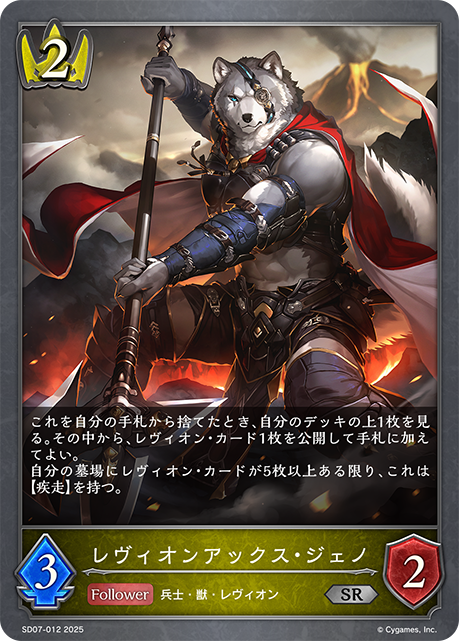 2
これを自分の手札から捨てたとき、自分のデッキの上1枚を見
る。その中から、レヴィオン・カード1枚を公開して手札に加え
てよい。
自分の墓場にレヴィオン・カードが5枚以上ある限り、これは
【疾走】を持つ。
レヴィオンアックス・ジェノ
3
2
Follower 兵士・獣・レヴィオン SR
SD07-012 2025 © Cygames, Inc.